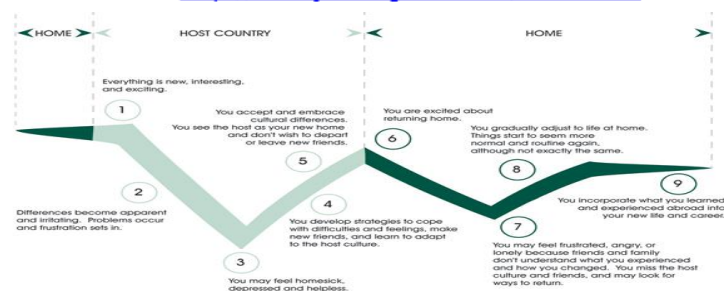 HOME
HOST COUNTRY
HOME
Everything is new, interesting,
and exciting.
1
Differences become apparent
and irritating. Problems occur
and frustration sets in.
2
You may feel homesick,
depressed and helpless.
3
You develop strategies to cope
with difficulties and feelings, make
new friends, and learn to adapt
to the host culture.
4
You accept and embrace
cultural differences.
You see the host as your new home
and don't wish to depart
or leave new friends.
5
You are excited about
returning home.
6
You may feel frustrated, angry, or
lonely because friends and family
don't understand what you experienced
and how you changed. You miss the host
culture and friends, and may look for
ways to return.
7
You gradually adjust to life at home.
Things start to seem more
normal and routine again,
although not exactly the same.
8
You incorporate what you learned
and experienced abroad into
your new life and career.
9